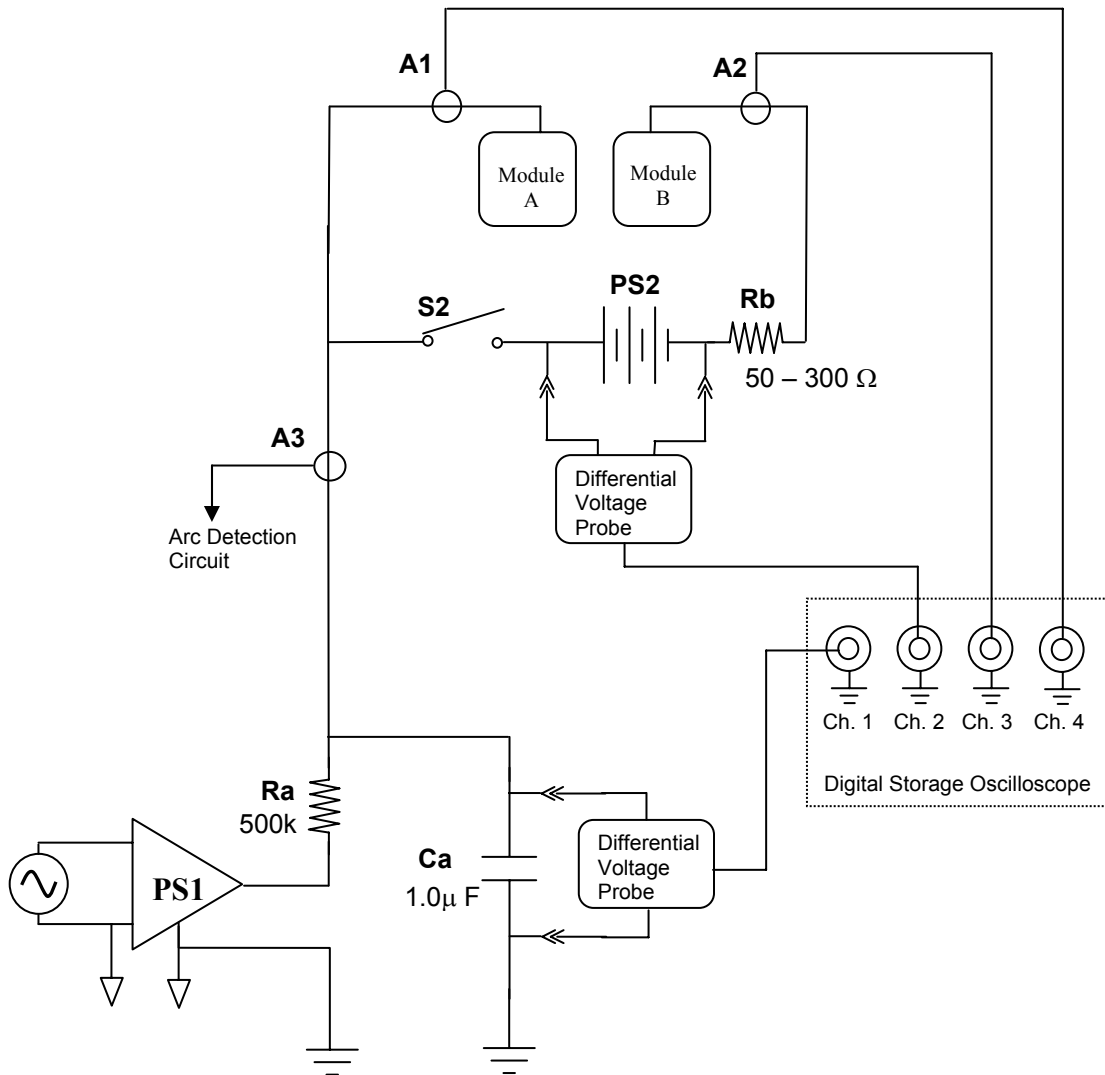 A1
A2
Module
A
Module
B
S2
PS2
Rb
50 – 300 Ω
A3
Arc Detection
Circuit
Differential
Voltage
Probe
Ch. 1
Ch. 2
Ch. 3
Ch. 4
Digital Storage Oscilloscope
Ra
500k
PS1
Ca
1.0μ F
Differential
Voltage
Probe